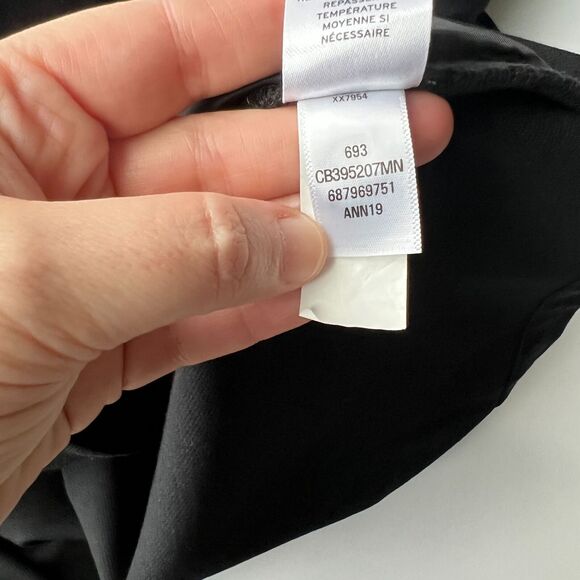 TEMPÉRATURE
MOYENNE SI
NÉCESSAIRE
XX7954
693
CB395207MN
687969751
ANN19